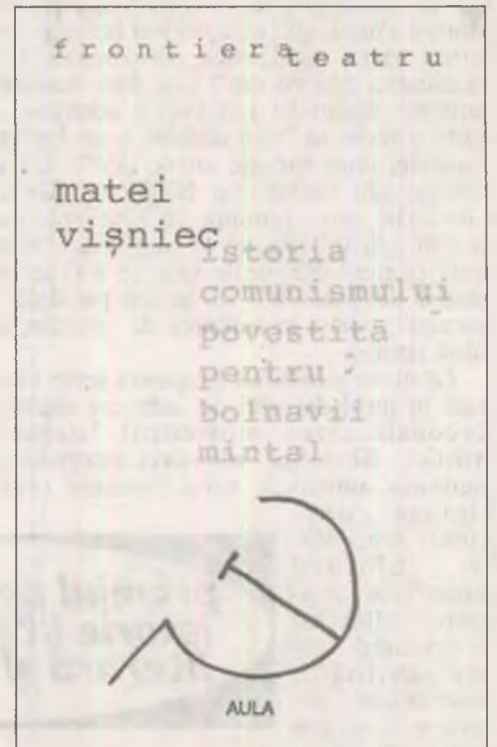 frontiera teatru
matei
vișniec
istoria
comunismului
povestită
pentru
bolnavii
mintal
AULA